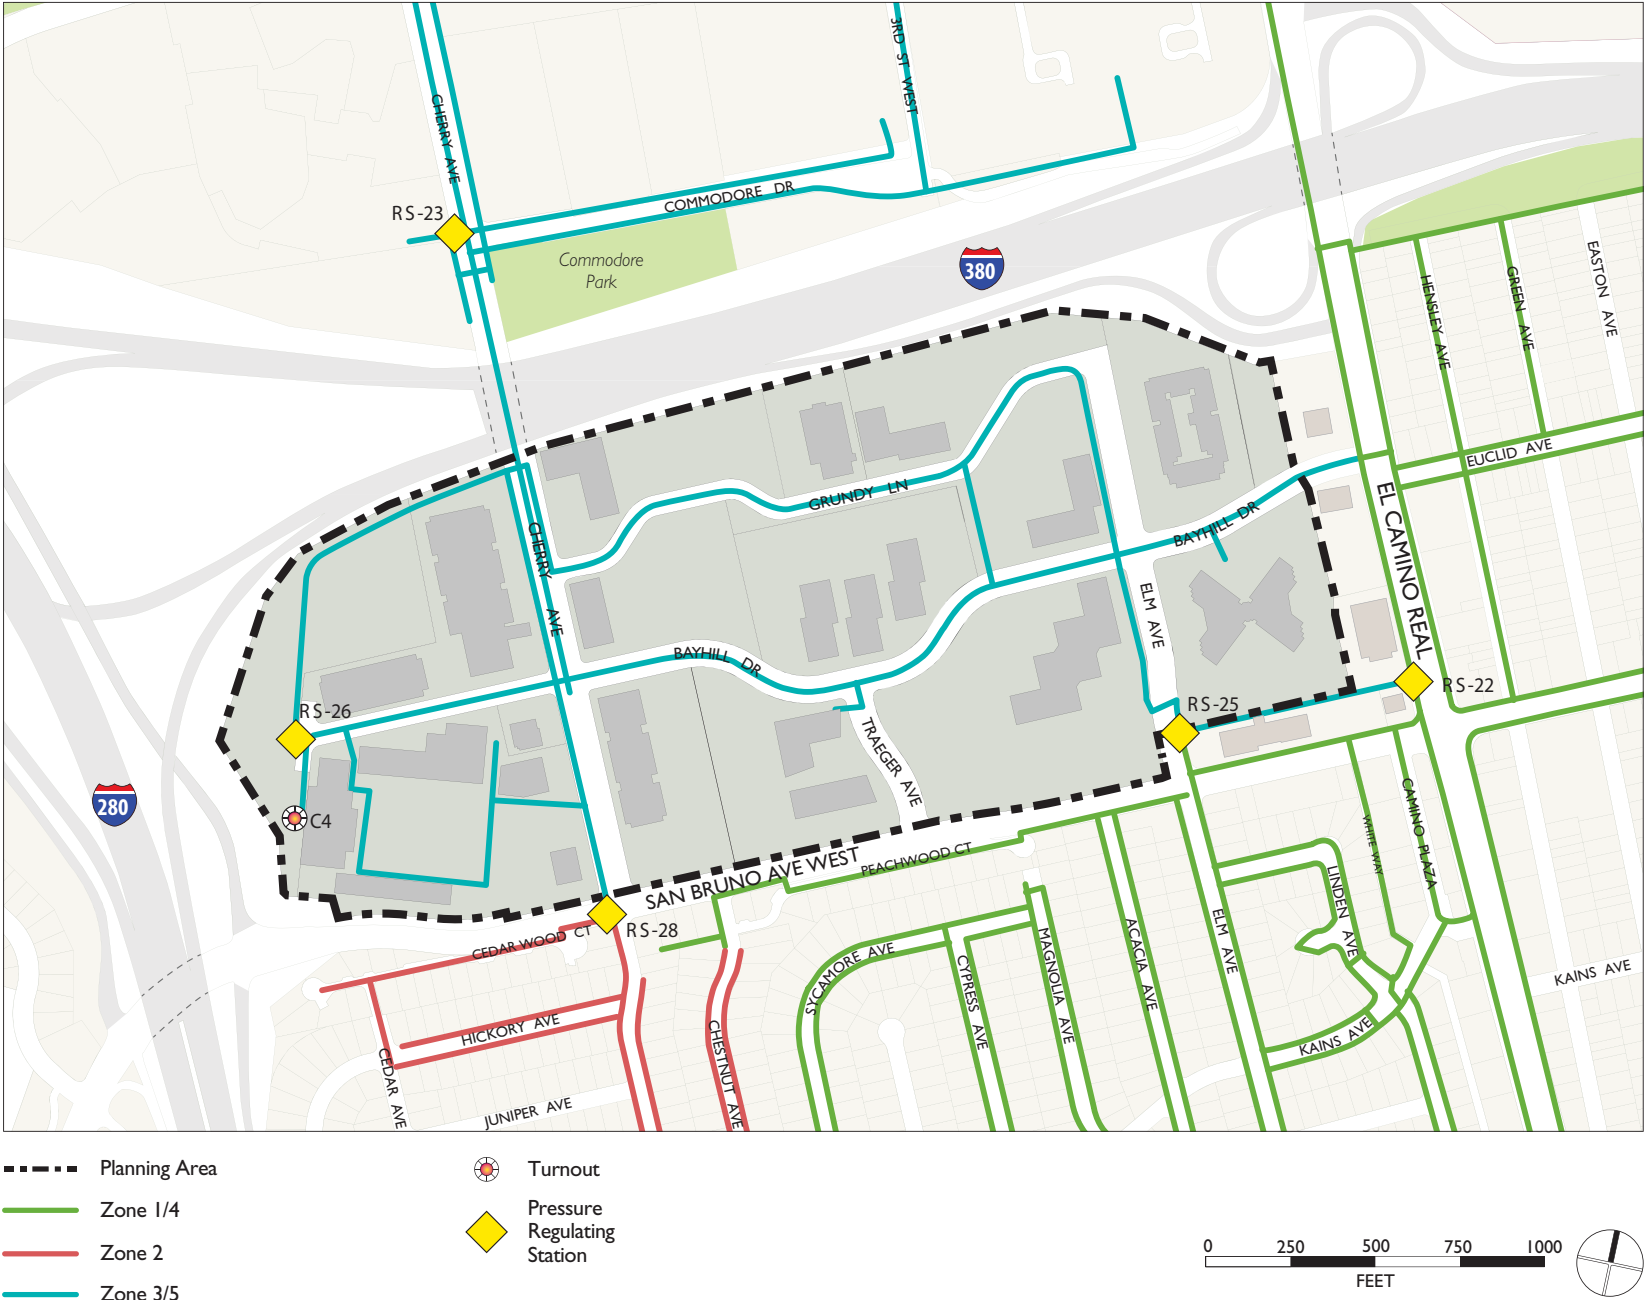 3RD ST WEST
CHERRY AVE
RS-23
COMMODORE DR
Commodore
Park
380
EASTON AVE
HENSLEY AVE
GREEN AVE
EUCLID AVE
GRUNDY LN
EL CAMINO REAL
BAYHILL DR
CHERRY AVE
ELM AVE
BAYHILL DR
RS-22
RS-26
RS-25
TRAEGER AVE
280
C4
CAMINO PLAZA
WHITE WAY
SAN BRUNO AVE WEST
PEACHWOOD CT
LINDEN AVE
RS-28
CEDAR WOOD CT
SYCAMORE AVE
CYPRESS AVE
MAGNOLIA AVE
ACACIA AVE
ELM AVE
KAINS AVE
HICKORY AVE
CHESTNUT AVE
KAINS AVE
CEDAR AVE
JUNIPER AVE
Planning Area
Zone 1/4
Zone 2
Zone 3/5
Turnout
Pressure
Regulating
Station
0 250 500 750 1000
FEET